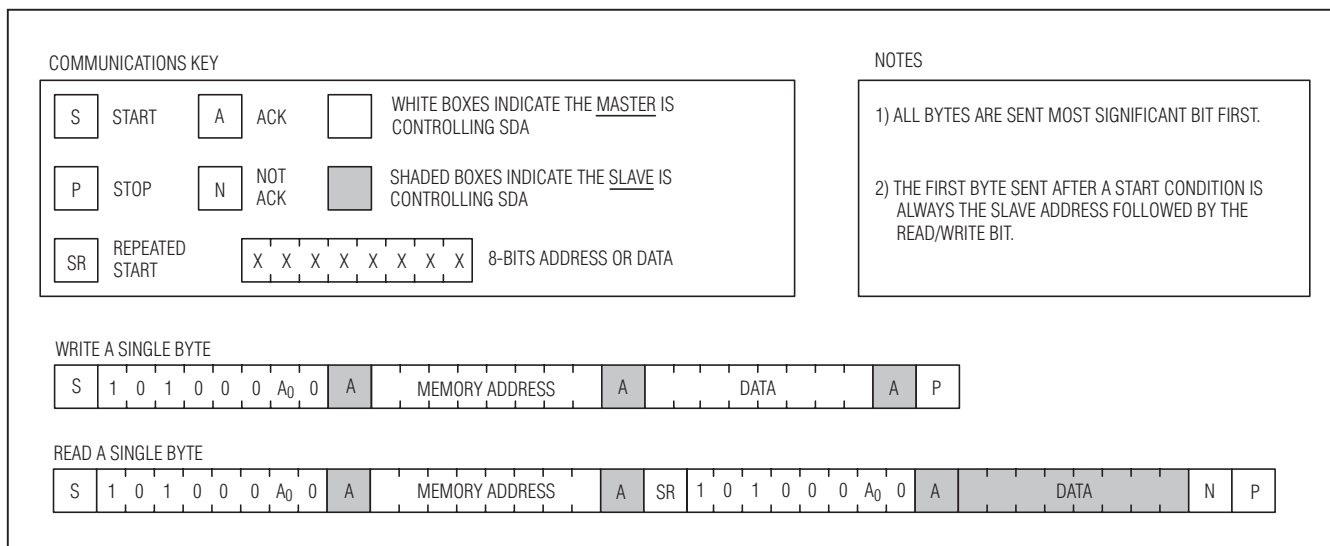 COMMUNICATIONS KEY
S START A ACK WHITE BOXES INDICATE THE MASTER IS
CONTROLLING SDA
P STOP N NOT
ACK SHADED BOXES INDICATE THE SLAVE IS
CONTROLLING SDA
SR REPEATED
START X X X X X X X X 8-BITS ADDRESS OR DATA
NOTES
1) ALL BYTES ARE SENT MOST SIGNIFICANT BIT FIRST.
2) THE FIRST BYTE SENT AFTER A START CONDITION IS
ALWAYS THE SLAVE ADDRESS FOLLOWED BY THE
READ/WRITE BIT.
WRITE A SINGLE BYTE
S 1 0 1 0 0 0 A0 0 A MEMORY ADDRESS A DATA A P
READ A SINGLE BYTE
S 1 0 1 0 0 0 A0 0 A MEMORY ADDRESS A SR 1 0 1 0 0 0 A0 0 A DATA N P